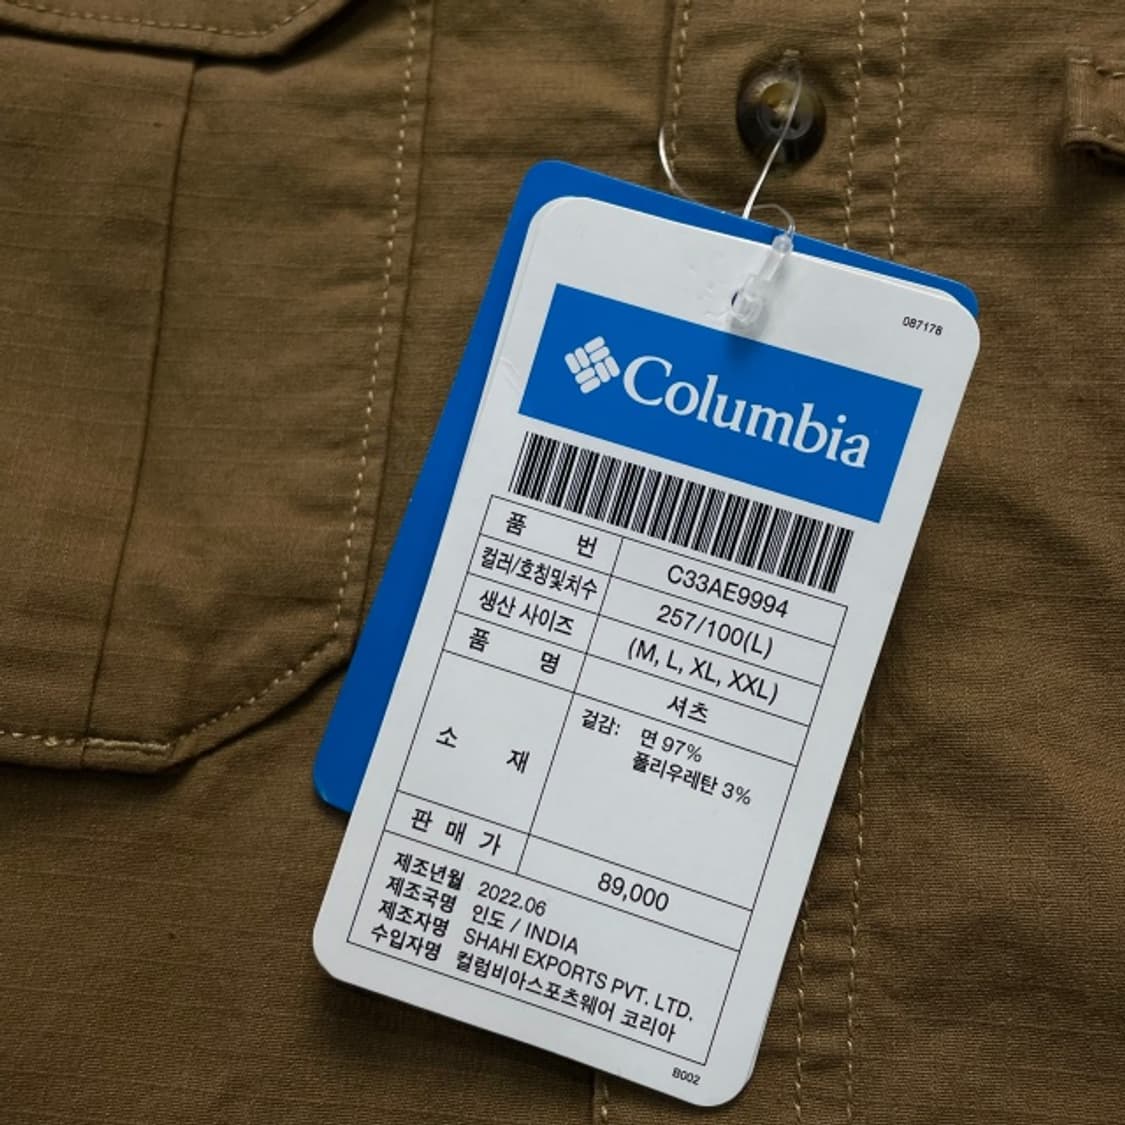 087178
Columbia
품 번 C33AE9994
컬러/호칭및치수 257/100(L)
생산 사이즈 (M, L, XL, XXL)
품 명 셔츠
소 재 겉감: 면 97%
폴리우레탄 3%
판 매 가 89,000
제조년월 2022.06
제조국명 인도 / INDIA
제조자명 SHAHI EXPORTS PVT. LTD.
수입자명 컬럼비아스포츠웨어 코리아
B002